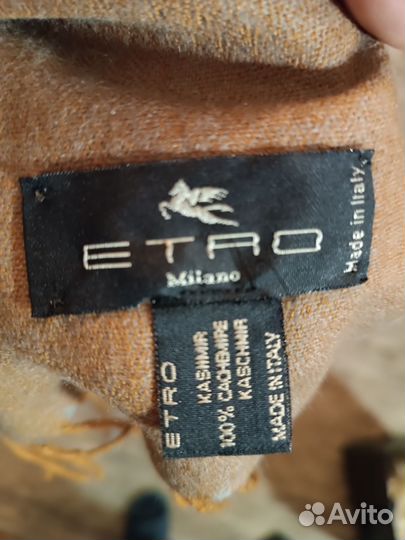 ETRO
Milano
Made in Italy
ETRO
KASHMIR
100% CACHEMIRE
KASCHMIR
MADE IN ITALY
Avito